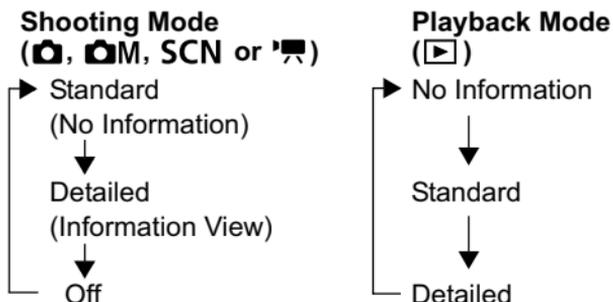 Shooting Mode
(📷, 📷M, SCN or 🎥)
Standard
(No Information)
Detailed
(Information View)
Off
Playback Mode
(▶)
No Information
Standard
Detailed